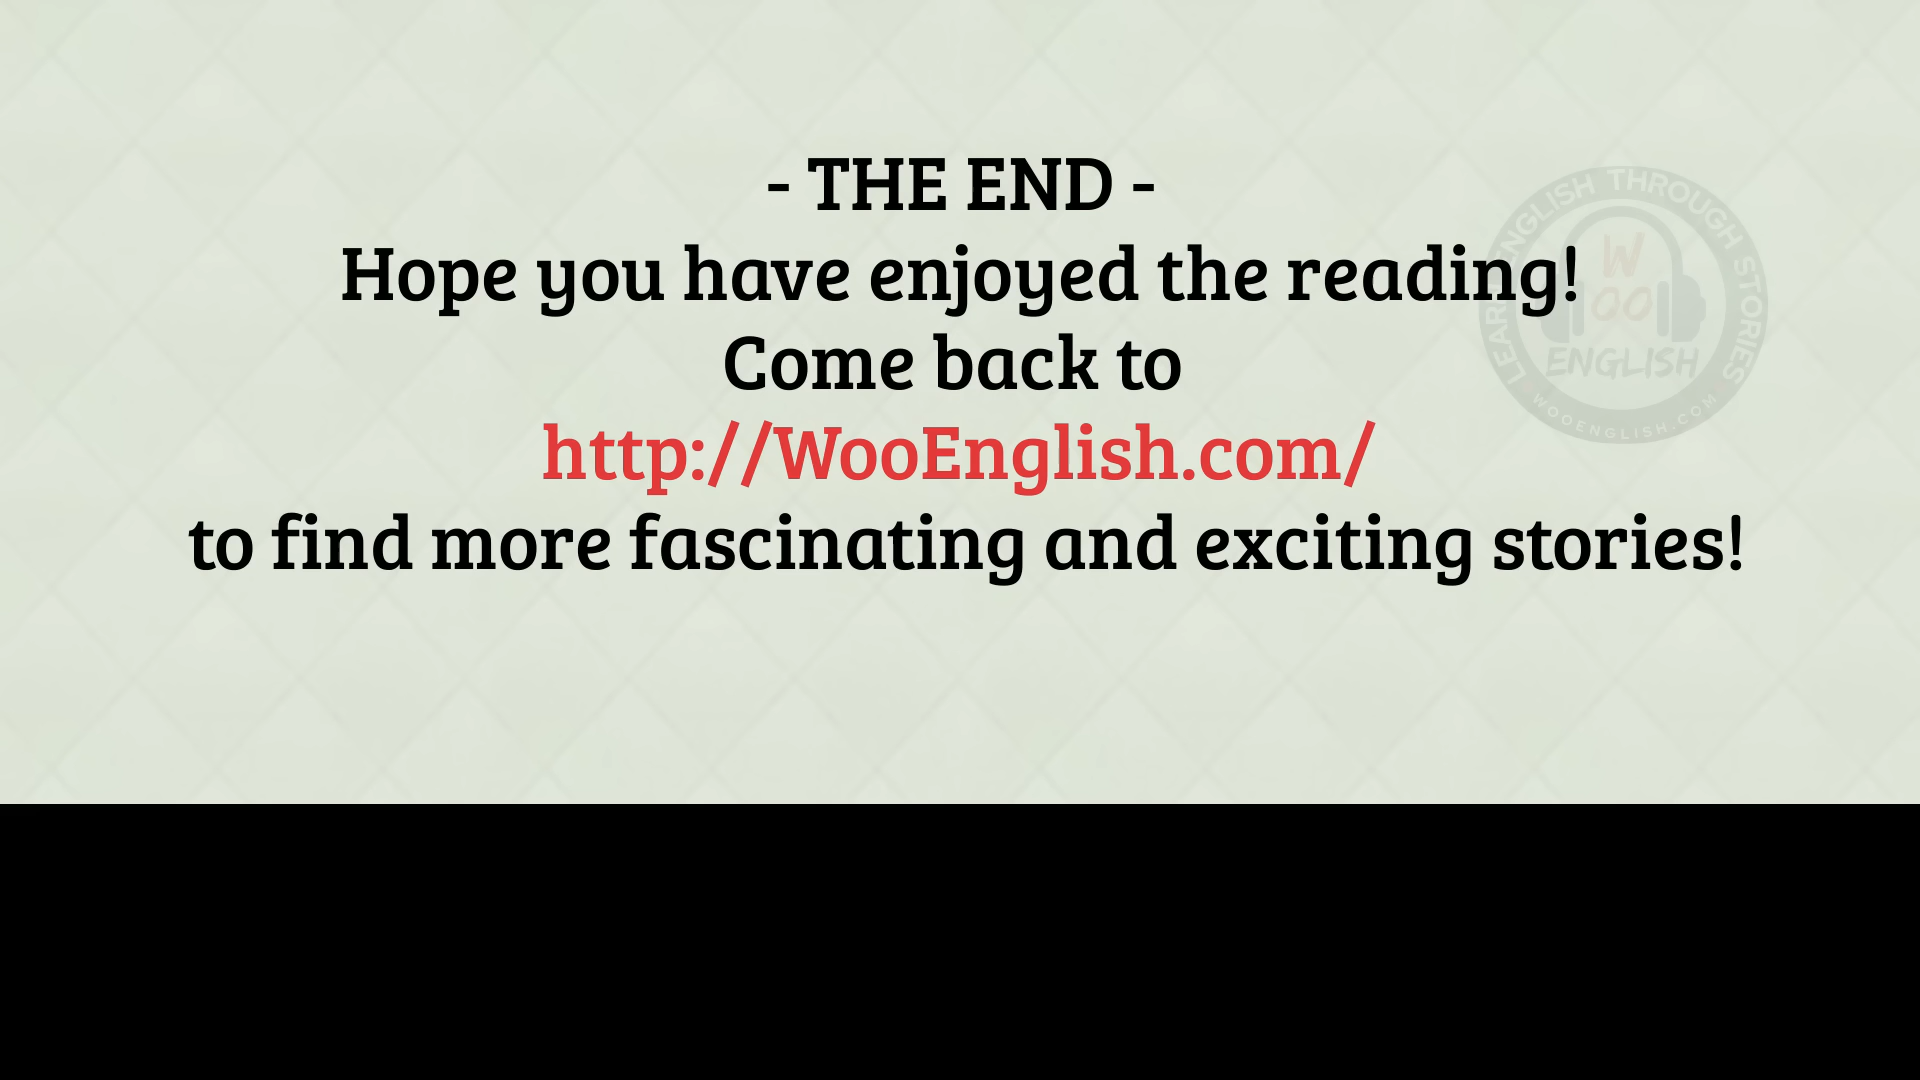 - THE END -
Hope you have enjoyed the reading!
Come back to
http://WooEnglish.com/
to find more fascinating and exciting stories!
LEARN ENGLISH THROUGH STORIES
W
OO
ENGLISH
WOOENGLISH.COM